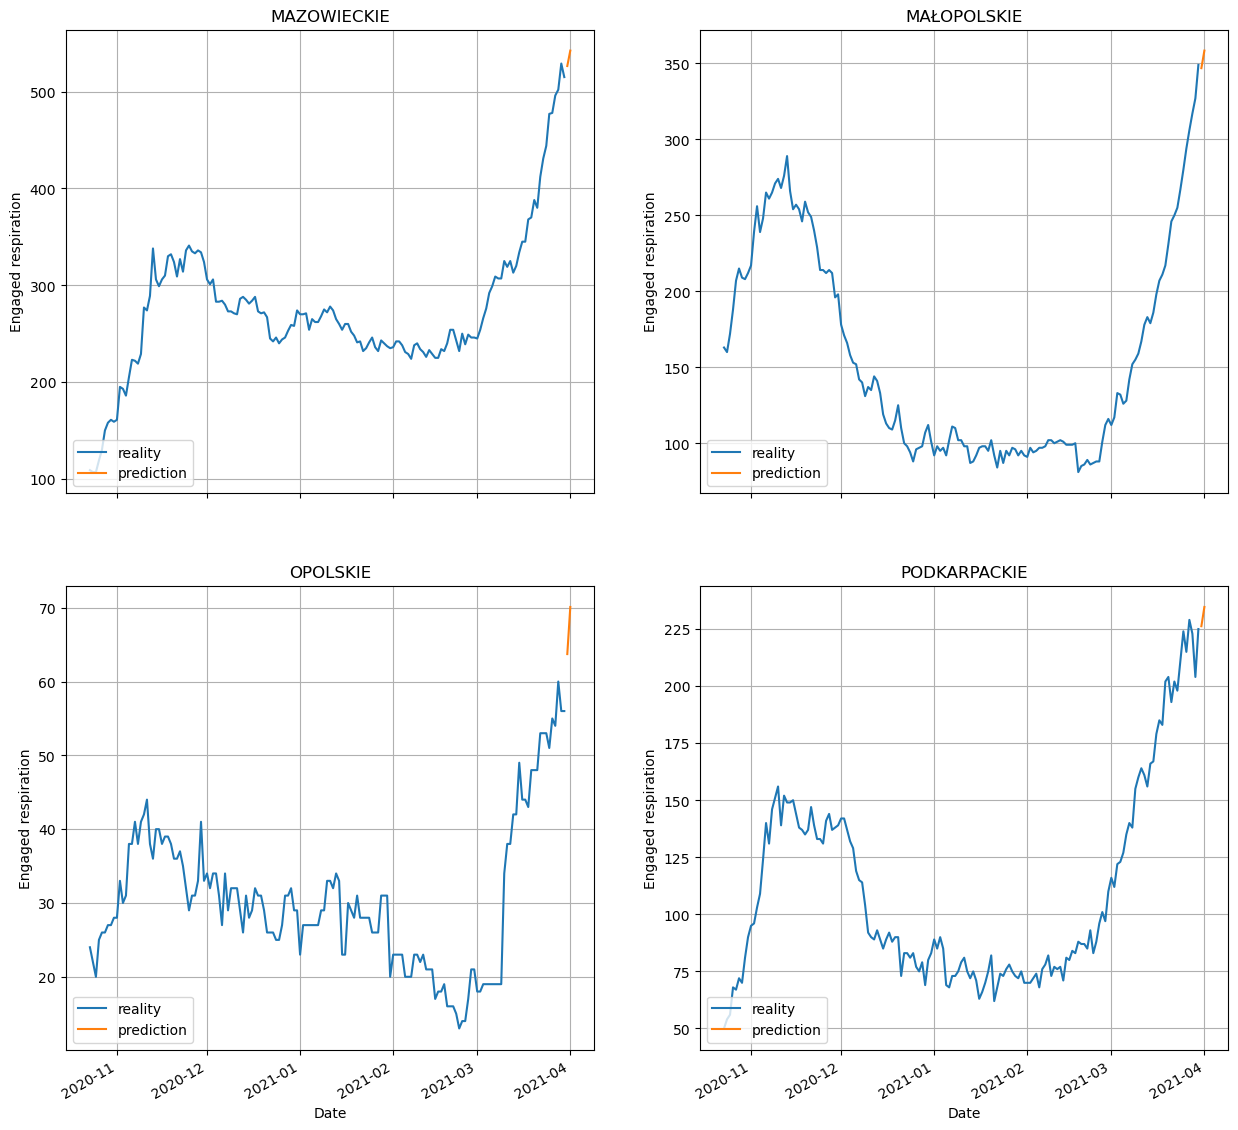 MAZOWIECKIE
Engaged respiration
500
400
300
200
100
reality
prediction
MAŁOPOLSKIE
Engaged respiration
350
300
250
200
150
100
reality
prediction
OPOLSKIE
Engaged respiration
70
60
50
40
30
20
reality
prediction
2020-11 2020-12 2021-01 2021-02 2021-03 2021-04
Date
PODKARPACKIE
Engaged respiration
225
200
175
150
125
100
75
50
reality
prediction
2020-11 2020-12 2021-01 2021-02 2021-03 2021-04
Date